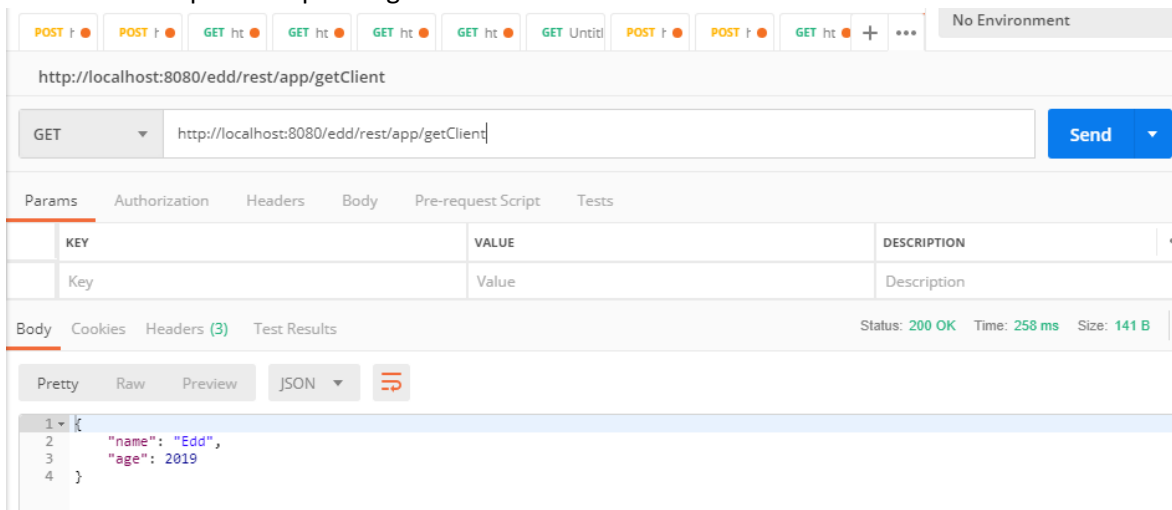 POST h GET ht GET ht GET ht GET ht GET Untitl POST h POST h GET ht + ••• No Environment
http://localhost:8080/edd/rest/app/getClient
GET http://localhost:8080/edd/rest/app/getClient Send
Params Authorization Headers Body Pre-request Script Tests
KEY VALUE DESCRIPTION
Key Value Description
Body Cookies Headers (3) Test Results Status: 200 OK Time: 258 ms Size: 141 B
Pretty Raw Preview JSON
1 {
2 "name": "Edd",
3 "age": 2019
4 }